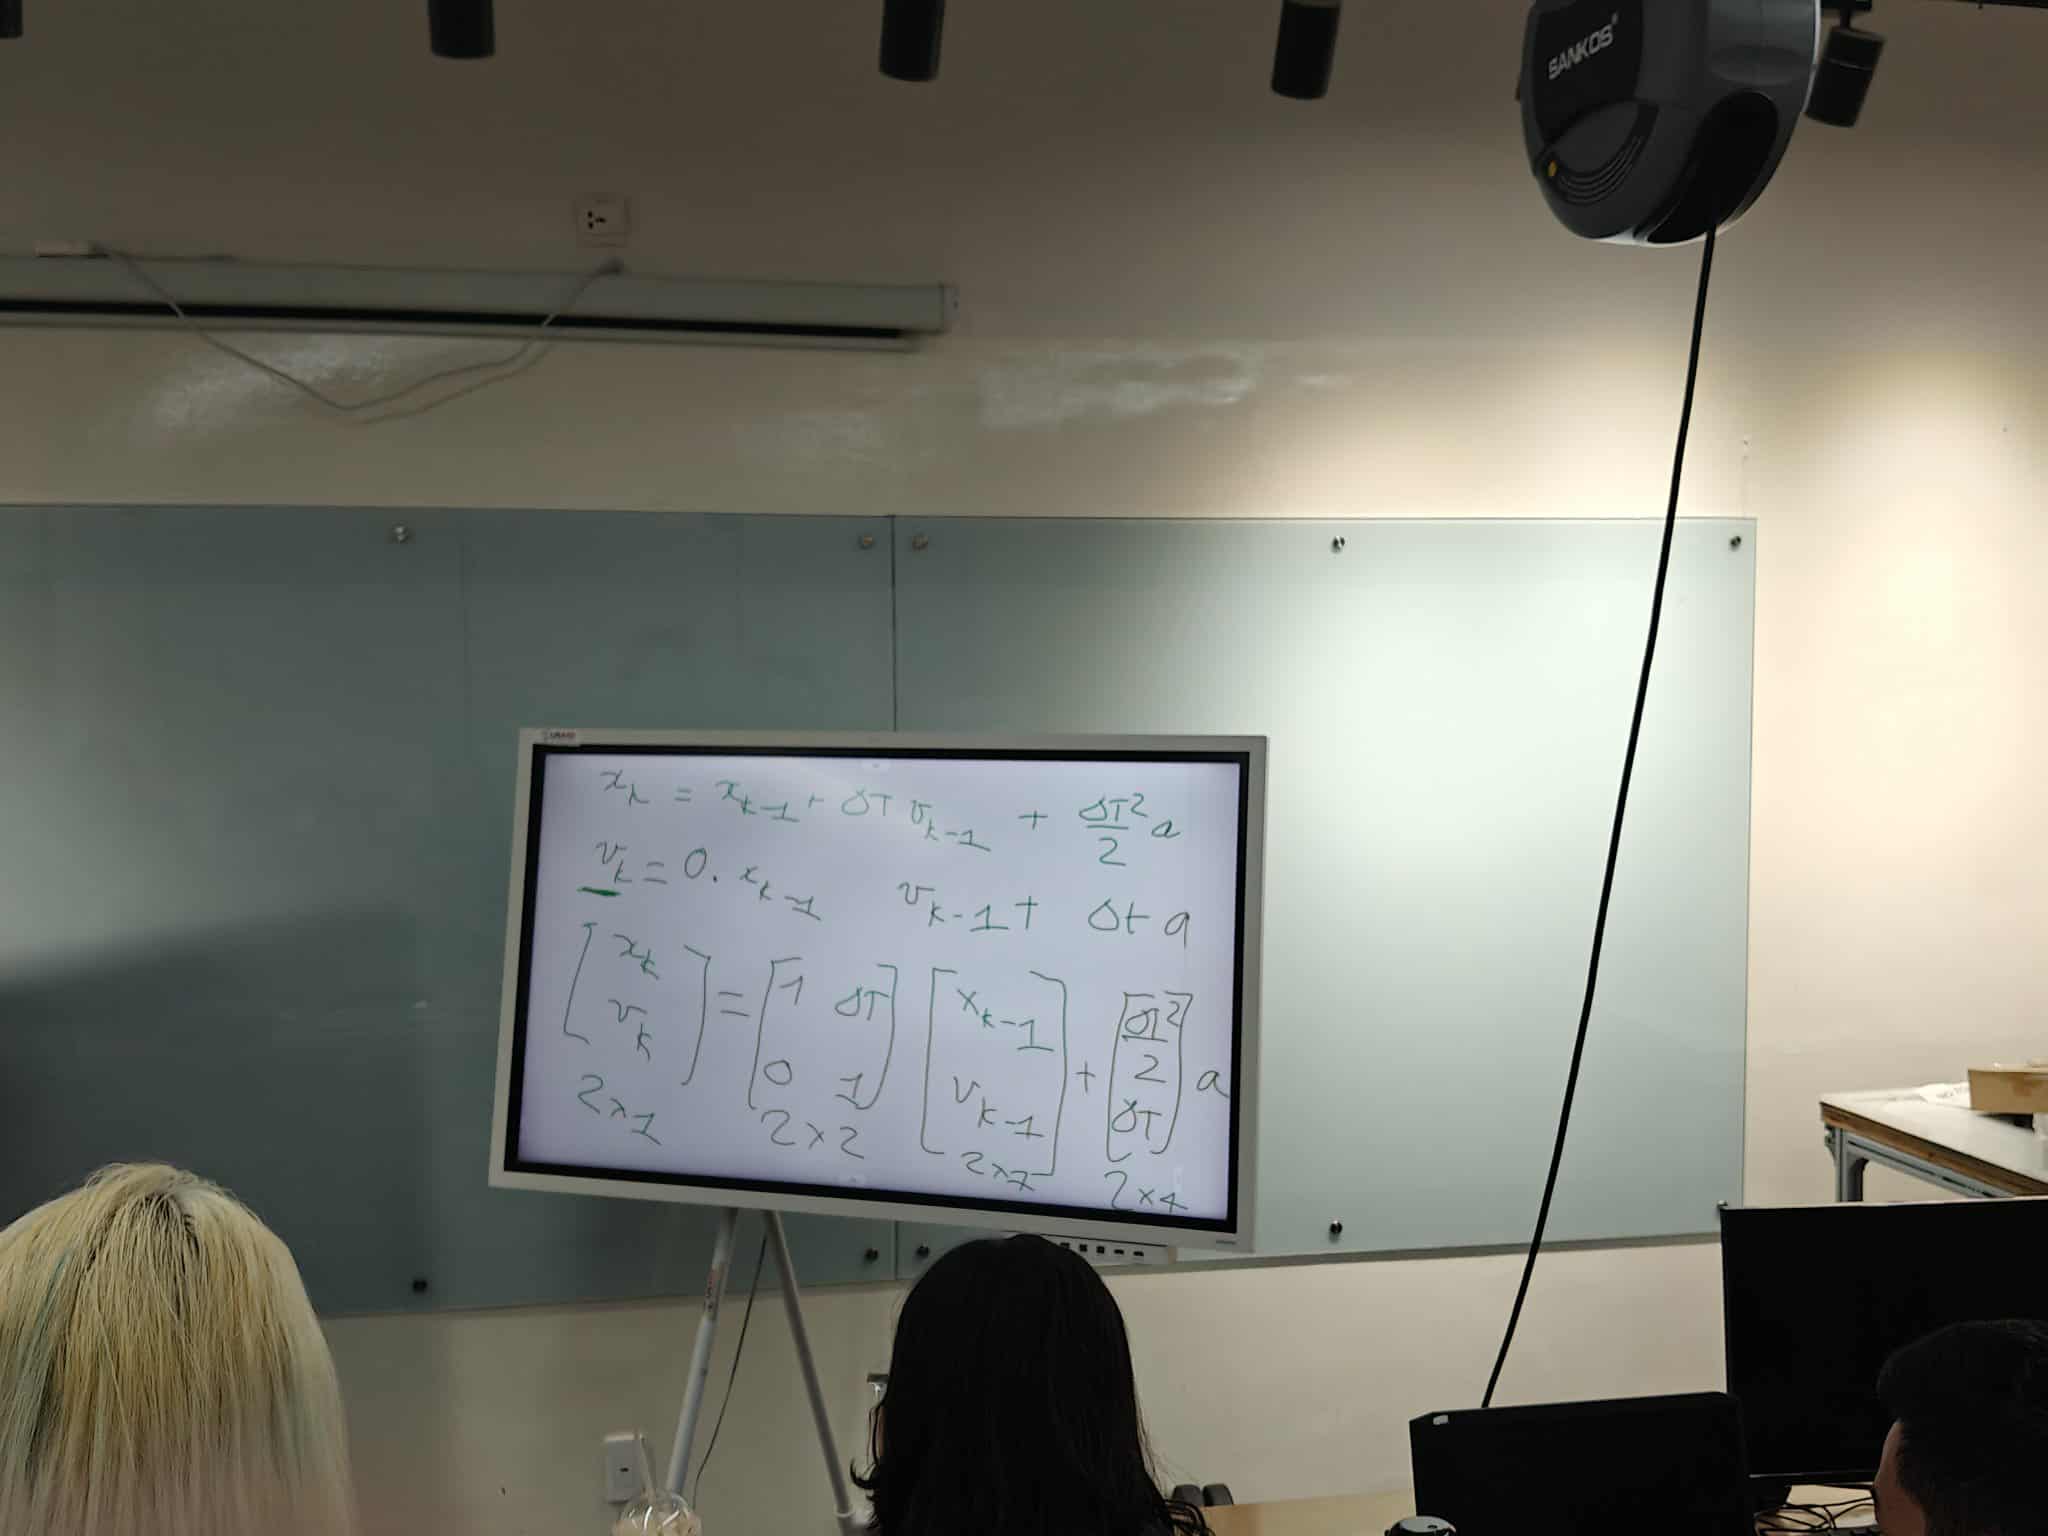 SANKOS
USAID
x_k = x_{k-1} + ΔT v_{k-1} + ΔT²/2 a
v_k = 0. x_{k-1} v_{k-1} + Δt a
[x_k v_k] = [1 ΔT 0 1] [x_{k-1} v_{k-1}] + [ΔT²/2 ΔT] a
2x1 2x2 2x1 2x1